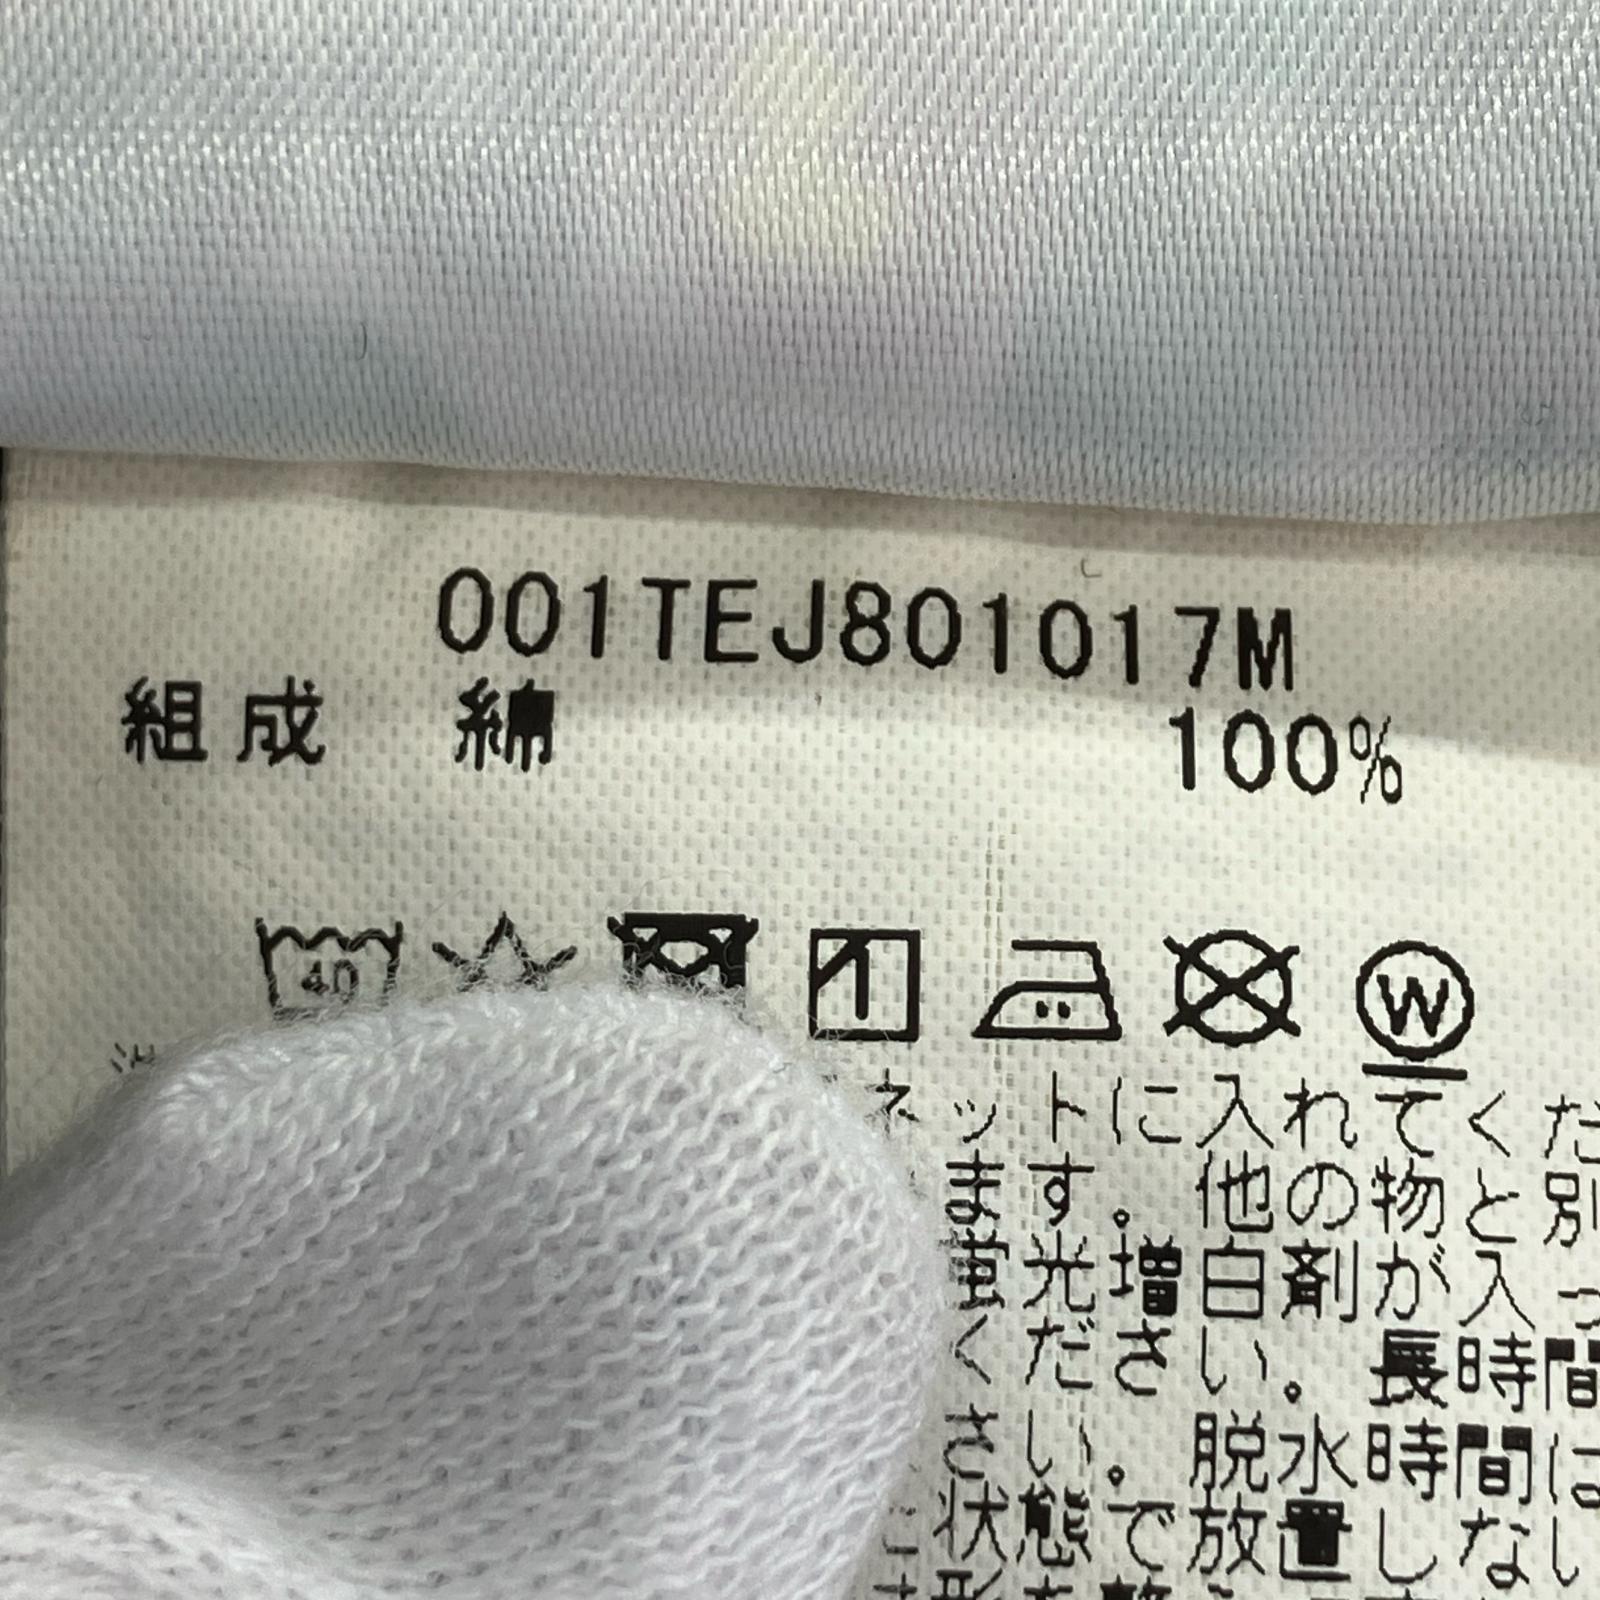 001TEJ801017M
組成 綿 100%
40
W
ネットに入れてくだ
ます。他の物と別
蛍光増白剤が入っ
ください。長時間
さい。脱水時間は
状態で放置しない